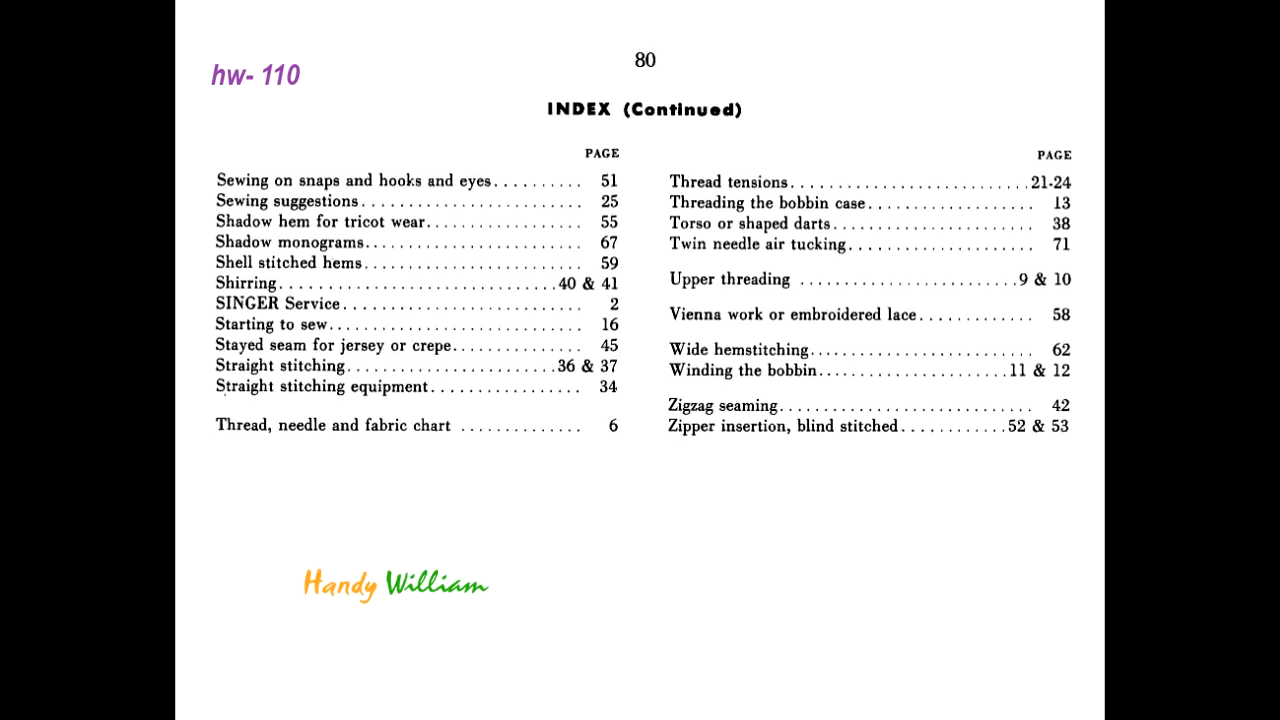 80
hw- 110
INDEX (Continued)
PAGE
Sewing on snaps and hooks and eyes.......... 51
Sewing suggestions........................ 25
Shadow hem for tricot wear................. 55
Shadow monograms....................... 67
Shell stitched hems........................ 59
Shirring...............................40 & 41
SINGER Service.......................... 2
Starting to sew............................ 16
Stayed seam for jersey or crepe.............. 45
Straight stitching.......................36 & 37
Straight stitching equipment................ 34
Thread, needle and fabric chart .............. 6
PAGE
Thread tensions..........................21-24
Threading the bobbin case.................. 13
Torso or shaped darts...................... 38
Twin needle air tucking.................... 71
Upper threading ........................9 & 10
Vienna work or embroidered lace............. 58
Wide hemstitching........................ 62
Winding the bobbin.....................11 & 12
Zigzag seaming............................ 42
Zipper insertion, blind stitched............52 & 53
Handy William